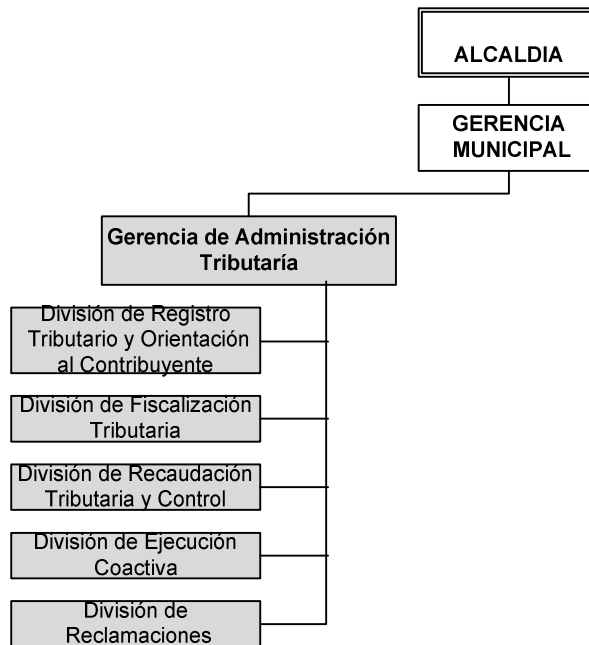 ALCALDIA
GERENCIA
MUNICIPAL
Gerencia de Administración
Tributaría
División de Registro
Tributario y Orientación
al Contribuyente
División de Fiscalización
Tributaria
División de Recaudación
Tributaria y Control
División de Ejecución
Coactiva
División de
Reclamaciones